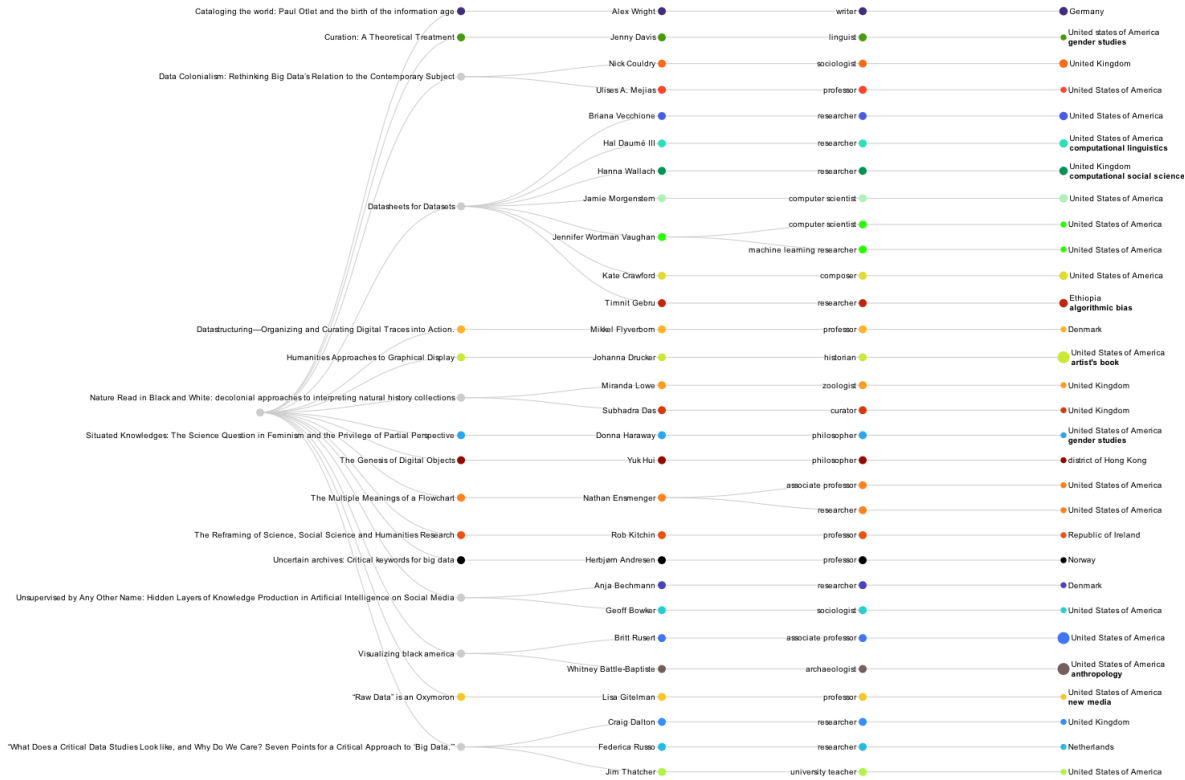 Cataloging the world: Paul Otlet and the birth of the information age Alex Wright writer Germany
Curation: A Theoretical Treatment Jenny Davis linguist United states of America
gender studies
Nick Couldry sociologist United Kingdom
Data Colonialism: Rethinking Big Data's Relation to the Contemporary Subject
Ulises A. Mejias professor United States of America
Briana Vecchione researcher United States of America
Hal Daumé III researcher United States of America
computational linguistics
Hanna Wallach researcher United Kingdom
computational social science
Jamie Morgenstern computer scientist United States of America
Datasheets for Datasets
computer scientist United States of America
Jennifer Wortman Vaughan
machine learning researcher United States of America
Kate Crawford composer United States of America
Timnit Gebru researcher Ethiopia
algorithmic bias
Datastructuring—Organizing and Curating Digital Traces into Action. Mikkel Flyverbom professor Denmark
Humanities Approaches to Graphical Display Johanna Drucker historian United States of America
artist's book
Miranda Lowe zoologist United Kingdom
Nature Read in Black and White: decolonial approaches to interpreting natural history collections
Subhadra Das curator United Kingdom
Situated Knowledges: The Science Question in Feminism and the Privilege of Partial Perspective Donna Haraway philosopher United States of America
gender studies
The Genesis of Digital Objects Yuk Hui philosopher district of Hong Kong
associate professor United States of America
The Multiple Meanings of a Flowchart Nathan Ensmenger
researcher United States of America
The Reframing of Science, Social Science and Humanities Research Rob Kitchin professor Republic of Ireland
Uncertain archives: Critical keywords for big data Herbjørn Andresen professor Norway
Anja Bechmann researcher Denmark
Unsupervised by Any Other Name: Hidden Layers of Knowledge Production in Artificial Intelligence on Social Media
Geoff Bowker sociologist United States of America
Britt Rusert associate professor United States of America
Visualizing black america
Whitney Battle-Baptiste archaeologist United States of America
anthropology
“Raw Data” is an Oxymoron Lisa Gitelman professor United States of America
new media
Craig Dalton researcher United Kingdom
“What Does a Critical Data Studies Look like, and Why Do We Care? Seven Points for a Critical Approach to ‘Big Data.’” Federica Russo researcher Netherlands
Jim Thatcher university teacher United States of America